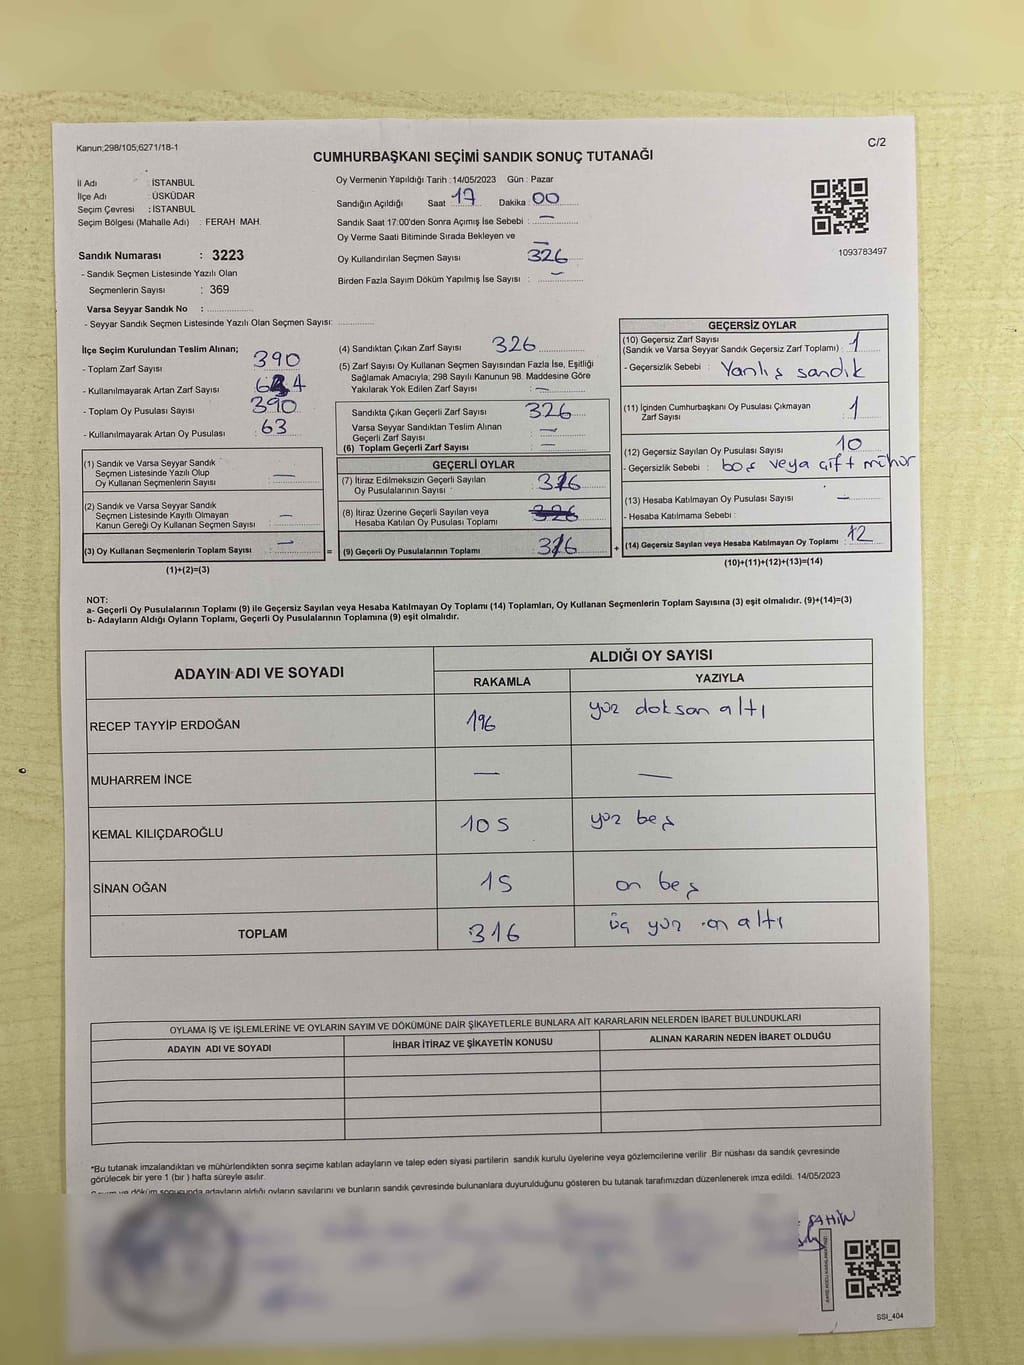 Kanun;298/105;6271/18-1
C/2
CUMHURBAŞKANI SEÇİMİ SANDIK SONUÇ TUTANAĞI
İl Adı : İSTANBUL
İlçe Adı : ÜSKÜDAR
Seçim Çevresi : İSTANBUL
Seçim Bölgesi (Mahalle Adı) : FERAH MAH.
Sandık Numarası : 3223
- Sandık Seçmen Listesinde Yazılı Olan
Seçmenlerin Sayısı : 369
Varsa Seyyar Sandık No :
- Seyyar Sandık Seçmen Listesinde Yazılı Olan Seçmen Sayısı:
Oy Vermenin Yapıldığı Tarih : 14/05/2023 Gün : Pazar
Sandığın Açıldığı Saat 17 Dakika 00
Sandık Saat 17:00'den Sonra Açımış İse Sebebi : —
Oy Verme Saati Bitiminde Sırada Bekleyen ve —
Oy Kullandırılan Seçmen Sayısı 326
Birden Fazla Sayım Döküm Yapılmış İse Sayısı : —
1093783497
İlçe Seçim Kurulundan Teslim Alınan;
- Toplam Zarf Sayısı 390
- Kullanılmayarak Artan Zarf Sayısı
- Toplam Oy Pusulası Sayısı 390
- Kullanılmayarak Artan Oy Pusulası 63
(1) Sandık ve Varsa Seyyar Sandık
Seçmen Listesinde Yazılı Olup
Oy Kullanan Seçmenlerin Sayısı : —
(2) Sandık ve Varsa Seyyar Sandık
Seçmen Listesinde Kayıtlı Olmayan
Kanun Gereği Oy Kullanan Seçmen Sayısı : —
(3) Oy Kullanan Seçmenlerin Toplam Sayısı : —
(1)+(2)=(3)
=
(4) Sandıktan Çıkan Zarf Sayısı 326
(5) Zarf Sayısı Oy Kullanan Seçmen Sayısından Fazla İse, Eşitliği
Sağlamak Amacıyla; 298 Sayılı Kanunun 98. Maddesine Göre
Yakılarak Yok Edilen Zarf Sayısı : —
Sandıkta Çıkan Geçerli Zarf Sayısı 326
Varsa Seyyar Sandıktan Teslim Alınan
Geçerli Zarf Sayısı : —
(6) Toplam Geçerli Zarf Sayısı : —
GEÇERLİ OYLAR
(7) İtiraz Edilmeksizin Geçerli Sayılan
Oy Pusulalarının Sayısı : 316
(8) İtiraz Üzerine Geçerli Sayılan veya
Hesaba Katılan Oy Pusulası Toplamı 326
(9) Geçerli Oy Pusulalarının Toplamı : 316
+
GEÇERSİZ OYLAR
(10) Geçersiz Zarf Sayısı
(Sandık ve Varsa Seyyar Sandık Geçersiz Zarf Toplamı) : 1
- Geçersizlik Sebebi : Yanlış sandık
(11) İçinden Cumhurbaşkanı Oy Pusulası Çıkmayan
Zarf Sayısı : 1
(12) Geçersiz Sayılan Oy Pusulası Sayısı : 10
- Geçersizlik Sebebi : boş veya çift mühür
(13) Hesaba Katılmayan Oy Pusulası Sayısı : —
- Hesaba Katılmama Sebebi :
(14) Geçersiz Sayılan veya Hesaba Katılmayan Oy Toplamı : 12
(10)+(11)+(12)+(13)=(14)
NOT:
a- Geçerli Oy Pusulalarının Toplamı (9) ile Geçersiz Sayılan veya Hesaba Katılmayan Oy Toplamı (14) Toplamları, Oy Kullanan Seçmenlerin Toplam Sayısına (3) eşit olmalıdır. (9)+(14)=(3)
b- Adayların Aldığı Oyların Toplamı, Geçerli Oy Pusulalarının Toplamına (9) eşit olmalıdır.
ADAYIN ADI VE SOYADI
ALDIĞI OY SAYISI
RAKAMLA YAZIYLA
RECEP TAYYİP ERDOĞAN 196 yüz doksan altı
MUHARREM İNCE — —
KEMAL KILIÇDAROĞLU 105 yüz beş
SİNAN OĞAN 15 on beş
TOPLAM 316 üç yüz on altı
OYLAMA İŞ VE İŞLEMLERİNE VE OYLARIN SAYIM VE DÖKÜMÜNE DAİR ŞİKAYETLERLE BUNLARA AİT KARARLARIN NELERDEN İBARET BULUNDUKLARI
ADAYIN ADI VE SOYADI İHBAR İTİRAZ VE ŞİKAYETİN KONUSU ALINAN KARARIN NEDEN İBARET OLDUĞU
*Bu tutanak imzalandıktan ve mühürlendikten sonra seçime katılan adayların ve talep eden siyasi partilerin sandık kurulu üyelerine veya gözlemcilerine verilir .Bir nüshası da sandık çevresinde
görülecek bir yere 1 (bir ) hafta süreyle asılır.
Sayım ve döküm sonucunda adayların aldığı oyların sayılarını ve bunların sandık çevresinde bulunanlara duyurulduğunu gösteren bu tutanak tarafımızdan düzenlenerek imza edildi. 14/05/2023
ŞAHİN
SSI_404